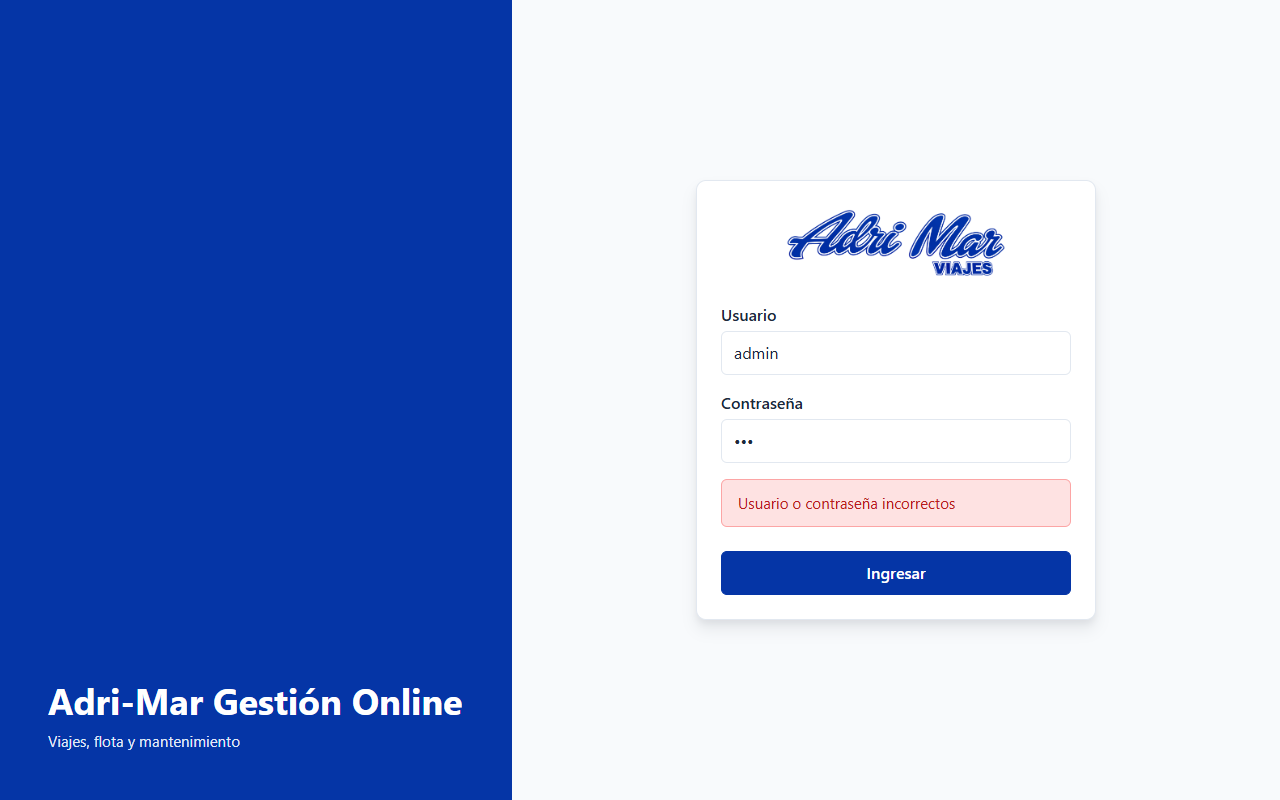 Adri Mar
VIAJES
Usuario
admin
Contraseña
•••
Usuario o contraseña incorrectos
Ingresar
Adri-Mar Gestión Online
Viajes, flota y mantenimiento